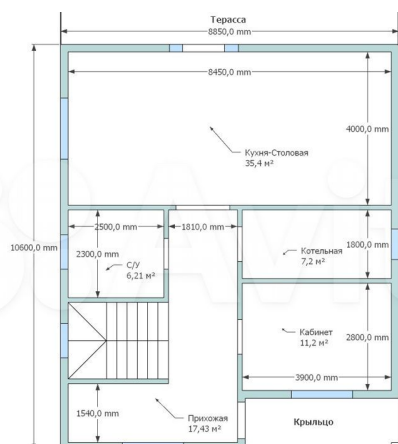 Терасса
8850,0 mm
8450,0 mm
4000,0 mm
Кухня-Столовая
35,4 м²
10600,0 mm
2500,0 mm
1810,0 mm
2300,0 mm
С/У
6,21 м²
Котельная
7,2 м²
1800,0 mm
Кабинет
11,2 м²
2800,0 mm
3900,0 mm
1540,0 mm
Прихожая
17,43 м²
Крыльцо
Avito